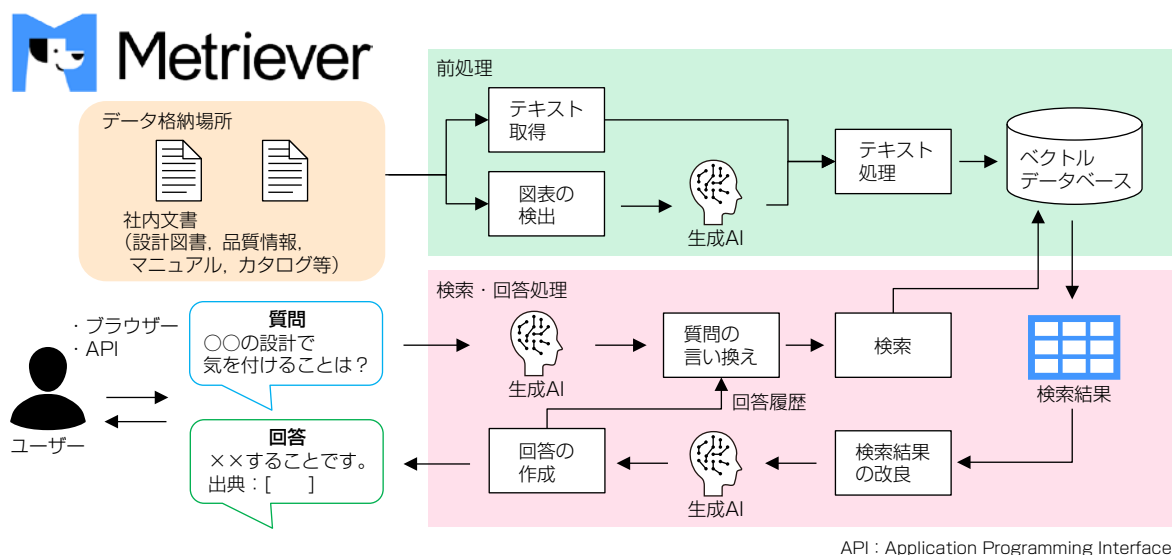 Metriever
データ格納場所
社内文書
（設計図書, 品質情報,
マニュアル, カタログ等）
前処理
テキスト
取得
図表の
検出
生成AI
テキスト
処理
ベクトル
データベース
・ブラウザー
・API
ユーザー
質問
○○の設計で
気を付けることは？
回答
××することです。
出典：[　　]
検索・回答処理
生成AI
質問の
言い換え
検索
検索結果
回答履歴
回答の
作成
生成AI
検索結果
の改良
API：Application Programming Interface